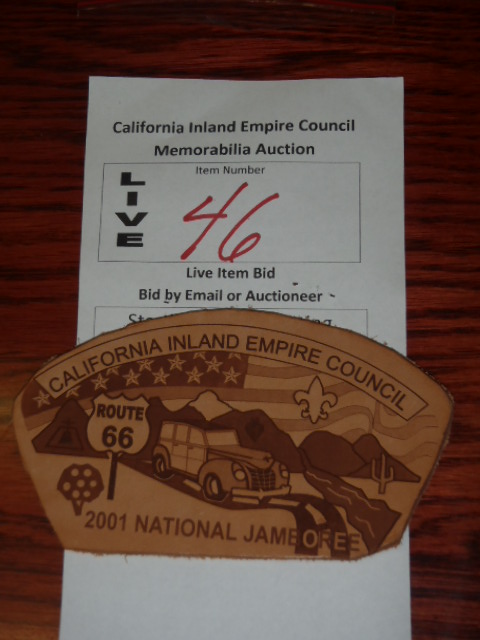 California Inland Empire Council
Memorabilia Auction
Item Number
LIVE
46
Live Item Bid
Bid by Email or Auctioneer
CALIFORNIA INLAND EMPIRE COUNCIL
ROUTE
66
2001 NATIONAL JAMBOREE